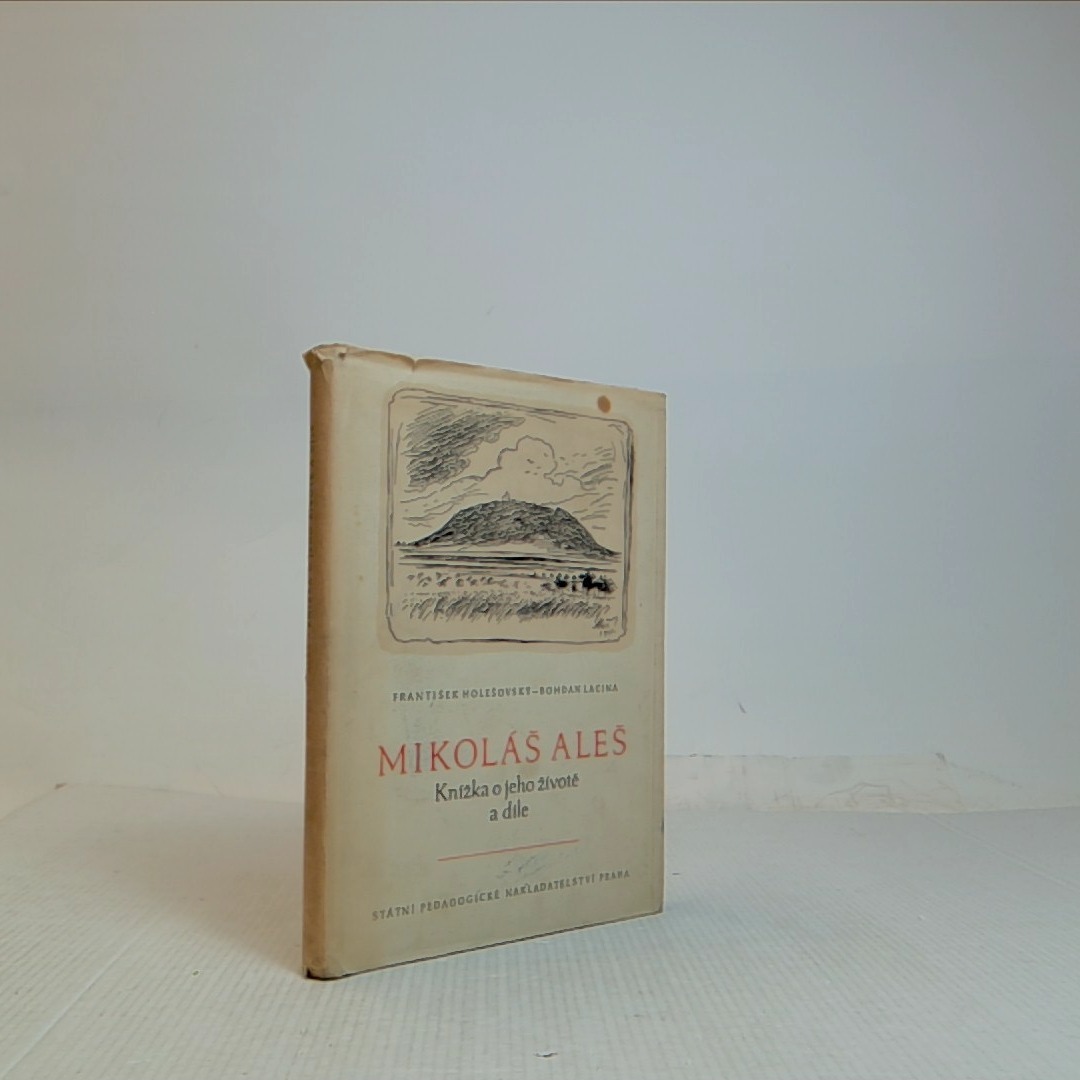 FRANTIŠEK HOLEŠOVSKÝ–BOHDAN LACINA
MIKOLÁŠ ALEŠ
Knížka o jeho životě
a díle
STÁTNÍ PEDAGOGICKÉ NAKLADATELSTVÍ PRAHA